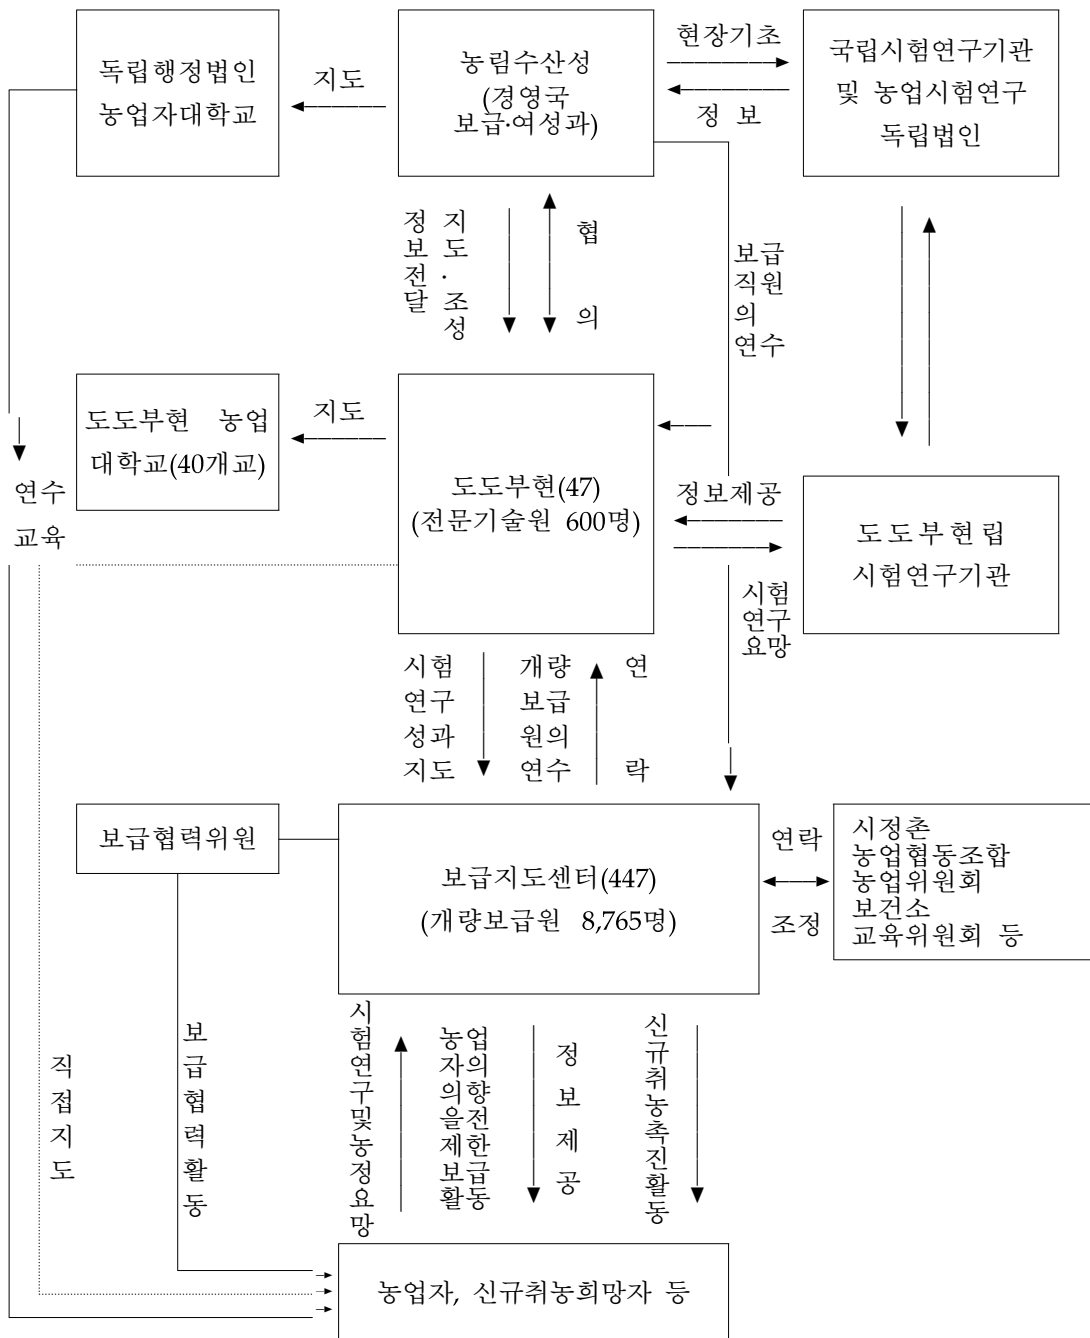 독립행정법인
농업자대학교
지도
농림수산성
(경영국
보급·여성과)
현장기초
정 보
국립시험연구기관
및 농업시험연구
독립법인
정보전달
지도·조성
협 의
보급
직원
의
연수
도도부현 농업
대학교(40개교)
지도
도도부현(47)
(전문기술원 600명)
정보제공
도도부현립
시험연구기관
시험
연구
요망
연수
교육
시험
연구
성과
지도
개량
보급
원의
연수
연 락
보급협력위원
보급지도센터(447)
(개량보급원 8,765명)
연락
조정
시정촌
농업협동조합
농업위원회
보건소
교육위원회 등
직접지도
보급협력활동
시험연구및농정요망
농업
자의
의향
을전
제한
보급
활동
정보제공
신규취농촉진활동
농업자, 신규취농희망자 등